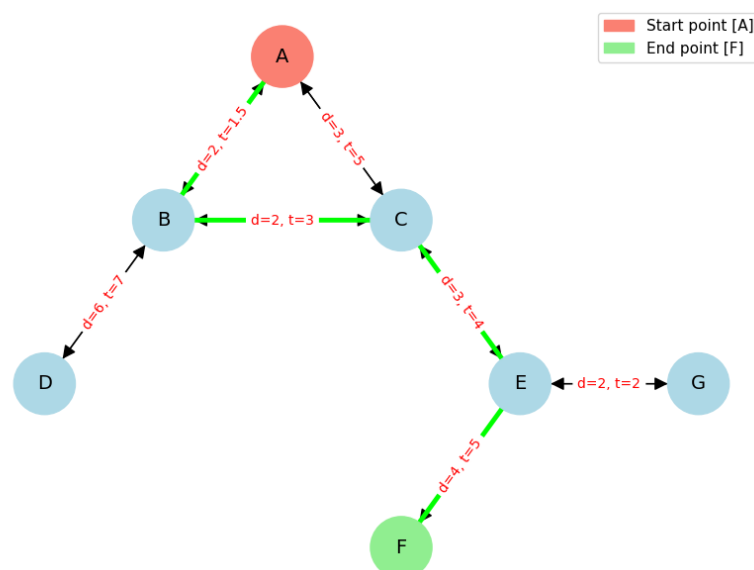 Start point [A]
End point [F]
A
d=2, t=1.5
d=3, t=5
B
d=2, t=3
C
d=6, t=7
d=3, t=4
D
E
d=2, t=2
G
d=4, t=5
F